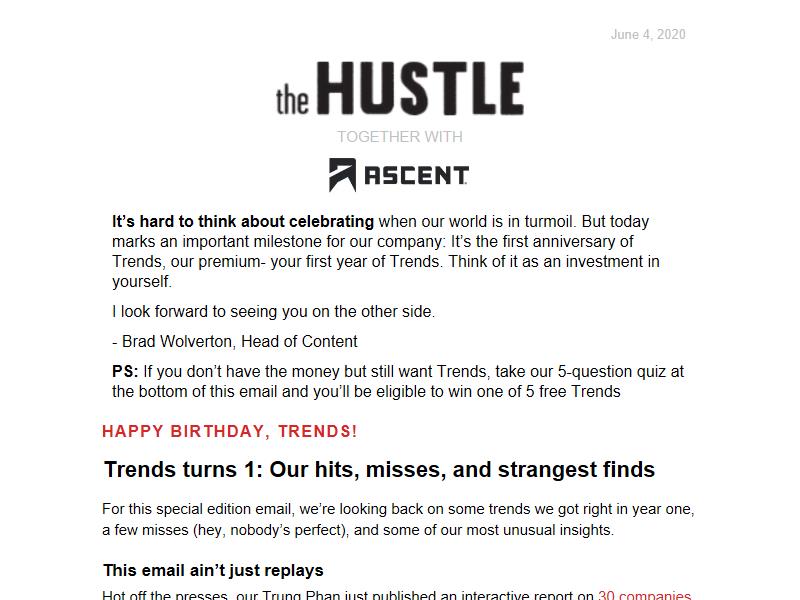 June 4, 2020
the HUSTLE
TOGETHER WITH
ASCENT
It's hard to think about celebrating when our world is in turmoil. But today
marks an important milestone for our company: It's the first anniversary of
Trends, our premium- your first year of Trends. Think of it as an investment in
yourself.
I look forward to seeing you on the other side.
- Brad Wolverton, Head of Content
PS: If you don't have the money but still want Trends, take our 5-question quiz at
the bottom of this email and you'll be eligible to win one of 5 free Trends
HAPPY BIRTHDAY, TRENDS!
Trends turns 1: Our hits, misses, and strangest finds
For this special edition email, we're looking back on some trends we got right in year one,
a few misses (hey, nobody's perfect), and some of our most unusual insights.
This email ain't just replays
Hot off the presses, our Trung Phan just published an interactive report on 30 companies